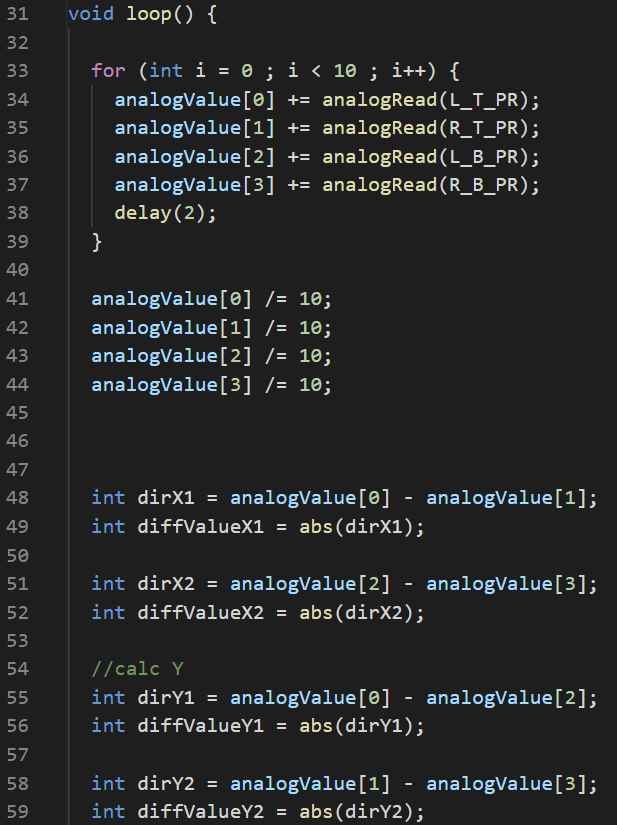 31 void loop() {
32
33 for (int i = 0 ; i < 10 ; i++) {
34 analogValue[0] += analogRead(L_T_PR);
35 analogValue[1] += analogRead(R_T_PR);
36 analogValue[2] += analogRead(L_B_PR);
37 analogValue[3] += analogRead(R_B_PR);
38 delay(2);
39 }
40
41 analogValue[0] /= 10;
42 analogValue[1] /= 10;
43 analogValue[2] /= 10;
44 analogValue[3] /= 10;
45
46
47
48 int dirX1 = analogValue[0] - analogValue[1];
49 int diffValueX1 = abs(dirX1);
50
51 int dirX2 = analogValue[2] - analogValue[3];
52 int diffValueX2 = abs(dirX2);
53
54 //calc Y
55 int dirY1 = analogValue[0] - analogValue[2];
56 int diffValueY1 = abs(dirY1);
57
58 int dirY2 = analogValue[1] - analogValue[3];
59 int diffValueY2 = abs(dirY2);